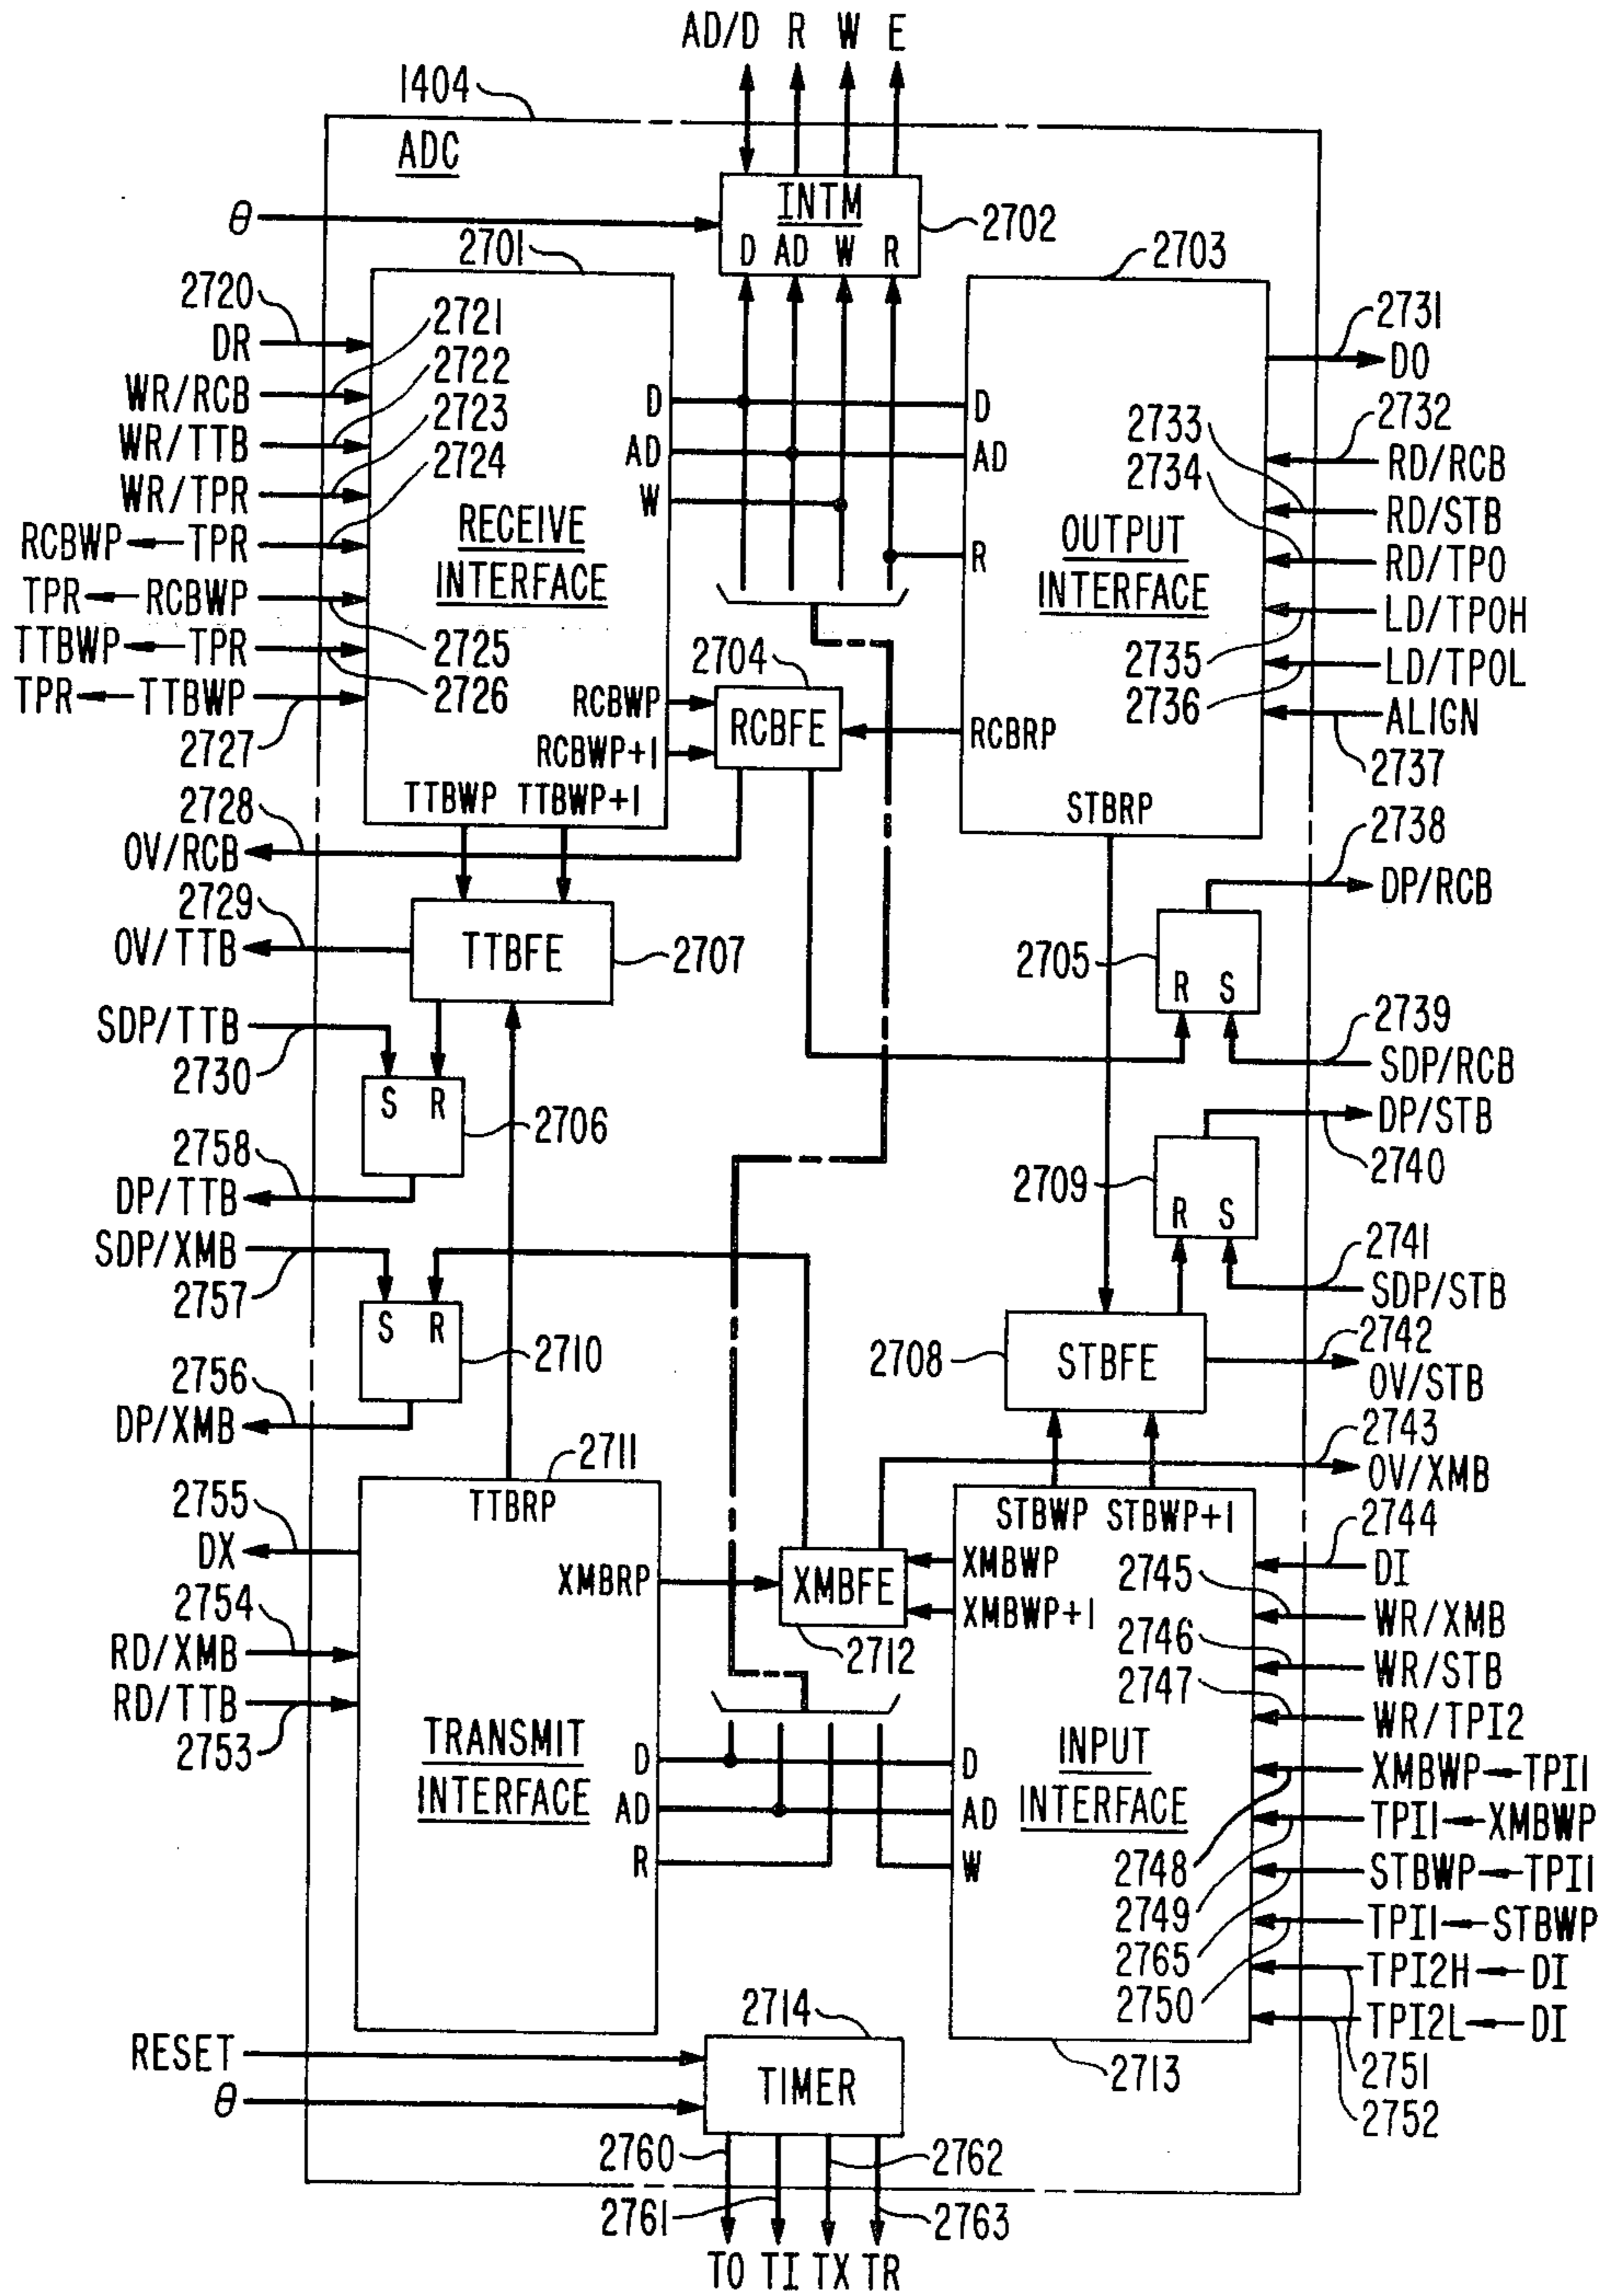 AD/D R W E
1404
ADC
θ
INTM
D AD W R
2702
2701
2703
2720
DR
2721
WR/RCB
2722
WR/TTB
2723
WR/TPR
2724
RCBWP←TPR
TPR←RCBWP
2725
TTBWP←TPR
2726
TPR←TTBWP
2727
RECEIVE
INTERFACE
D
AD
W
RCBWP
RCBWP+1
TTBWP TTBWP+1
2704
RCBFE
D
AD
R
OUTPUT
INTERFACE
RCBRP
STBRP
2731
DO
2732
RD/RCB
2733
RD/STB
2734
RD/TPO
LD/TPOH
2735
LD/TPOL
2736
ALIGN
2737
2728
OV/RCB
2729
OV/TTB
TTBFE
2707
SDP/TTB
2730
S R
2706
2758
DP/TTB
SDP/XMB
2757
S R
2710
2756
DP/XMB
2738
DP/RCB
2705
R S
2739
SDP/RCB
DP/STB
2740
2709
R S
2741
SDP/STB
2708
STBFE
2742
OV/STB
2743
OV/XMB
2711
TTBRP
2755
DX
XMBRP
2754
RD/XMB
RD/TTB
2753
TRANSMIT
INTERFACE
D
AD
R
XMBFE
2712
STBWP STBWP+1
XMBWP
XMBWP+1
INPUT
INTERFACE
D
AD
W
2744
DI
2745
WR/XMB
2746
WR/STB
2747
WR/TPI2
XMBWP←TPI1
2748
TPI1←XMBWP
2749
STBWP←TPI1
2765
TPI1←STBWP
2750
TPI2H←DI
2751
TPI2L←DI
2752
2713
RESET
θ
2714
TIMER
2760
2761
2762
2763
TO TI TX TR